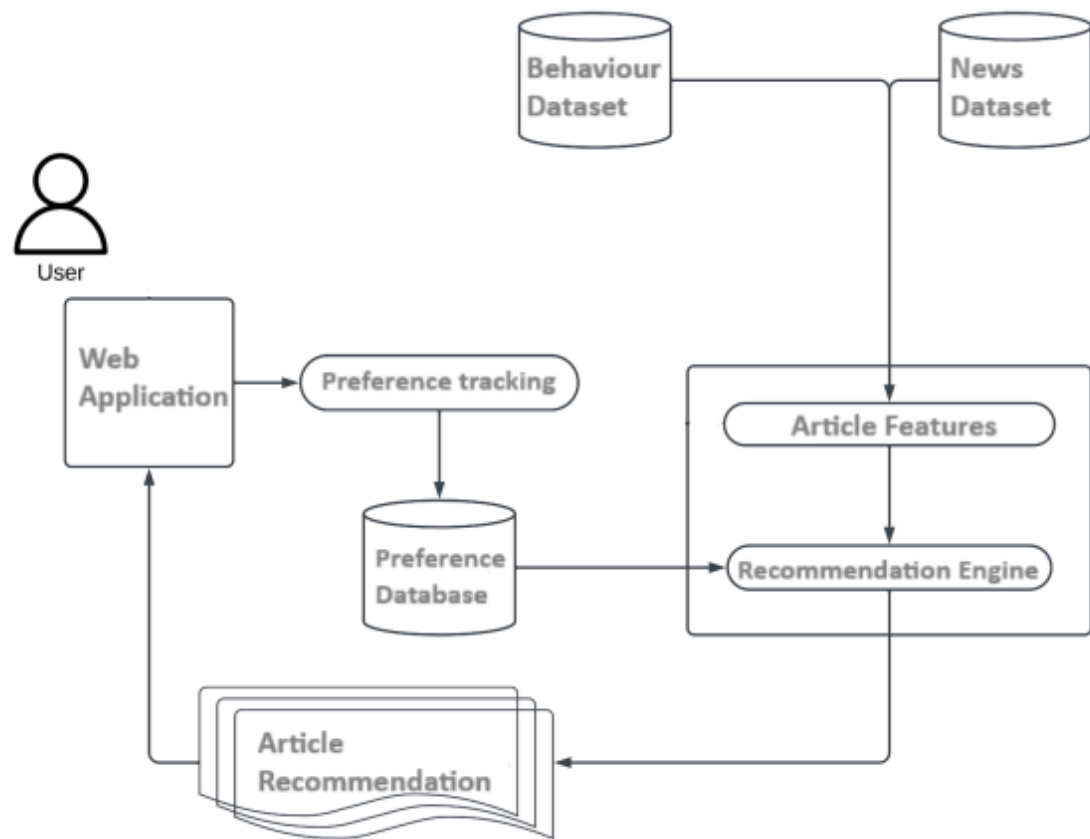 Behaviour
Dataset
News
Dataset
User
Web
Application
Preference tracking
Article Features
Preference
Database
Recommendation Engine
Article
Recommendation